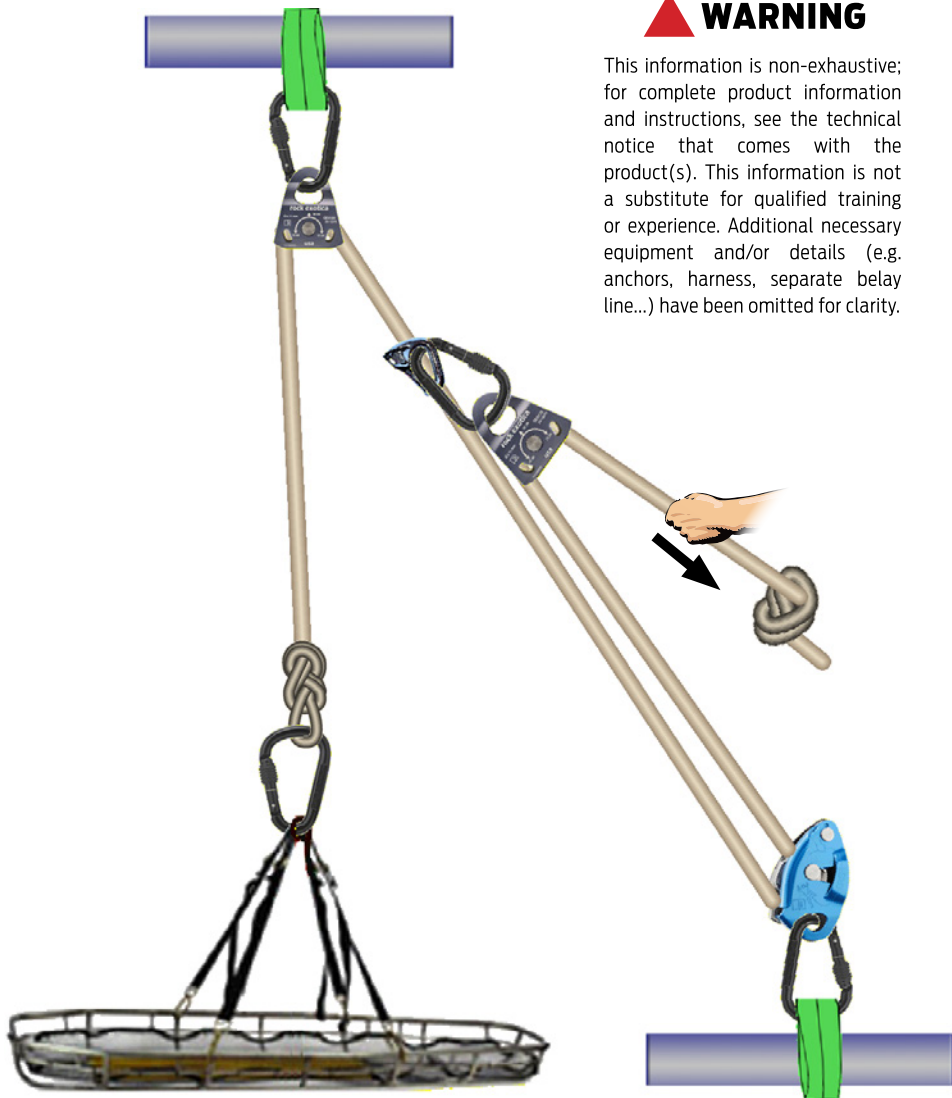 WARNING
This information is non-exhaustive;
for complete product information
and instructions, see the technical
notice that comes with the
product(s). This information is not
a substitute for qualified training
or experience. Additional necessary
equipment and/or details (e.g.
anchors, harness, separate belay
line...) have been omitted for clarity.
rock exotica
rock exotica